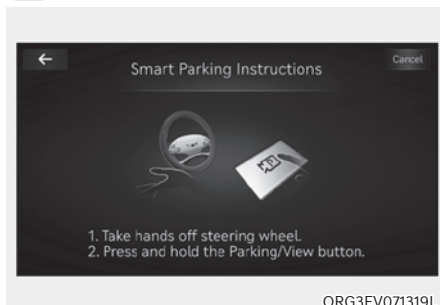 Cancel
Smart Parking Instructions
1. Take hands off steering wheel.
2. Press and hold the Parking/View button.
ORG3EV071319L